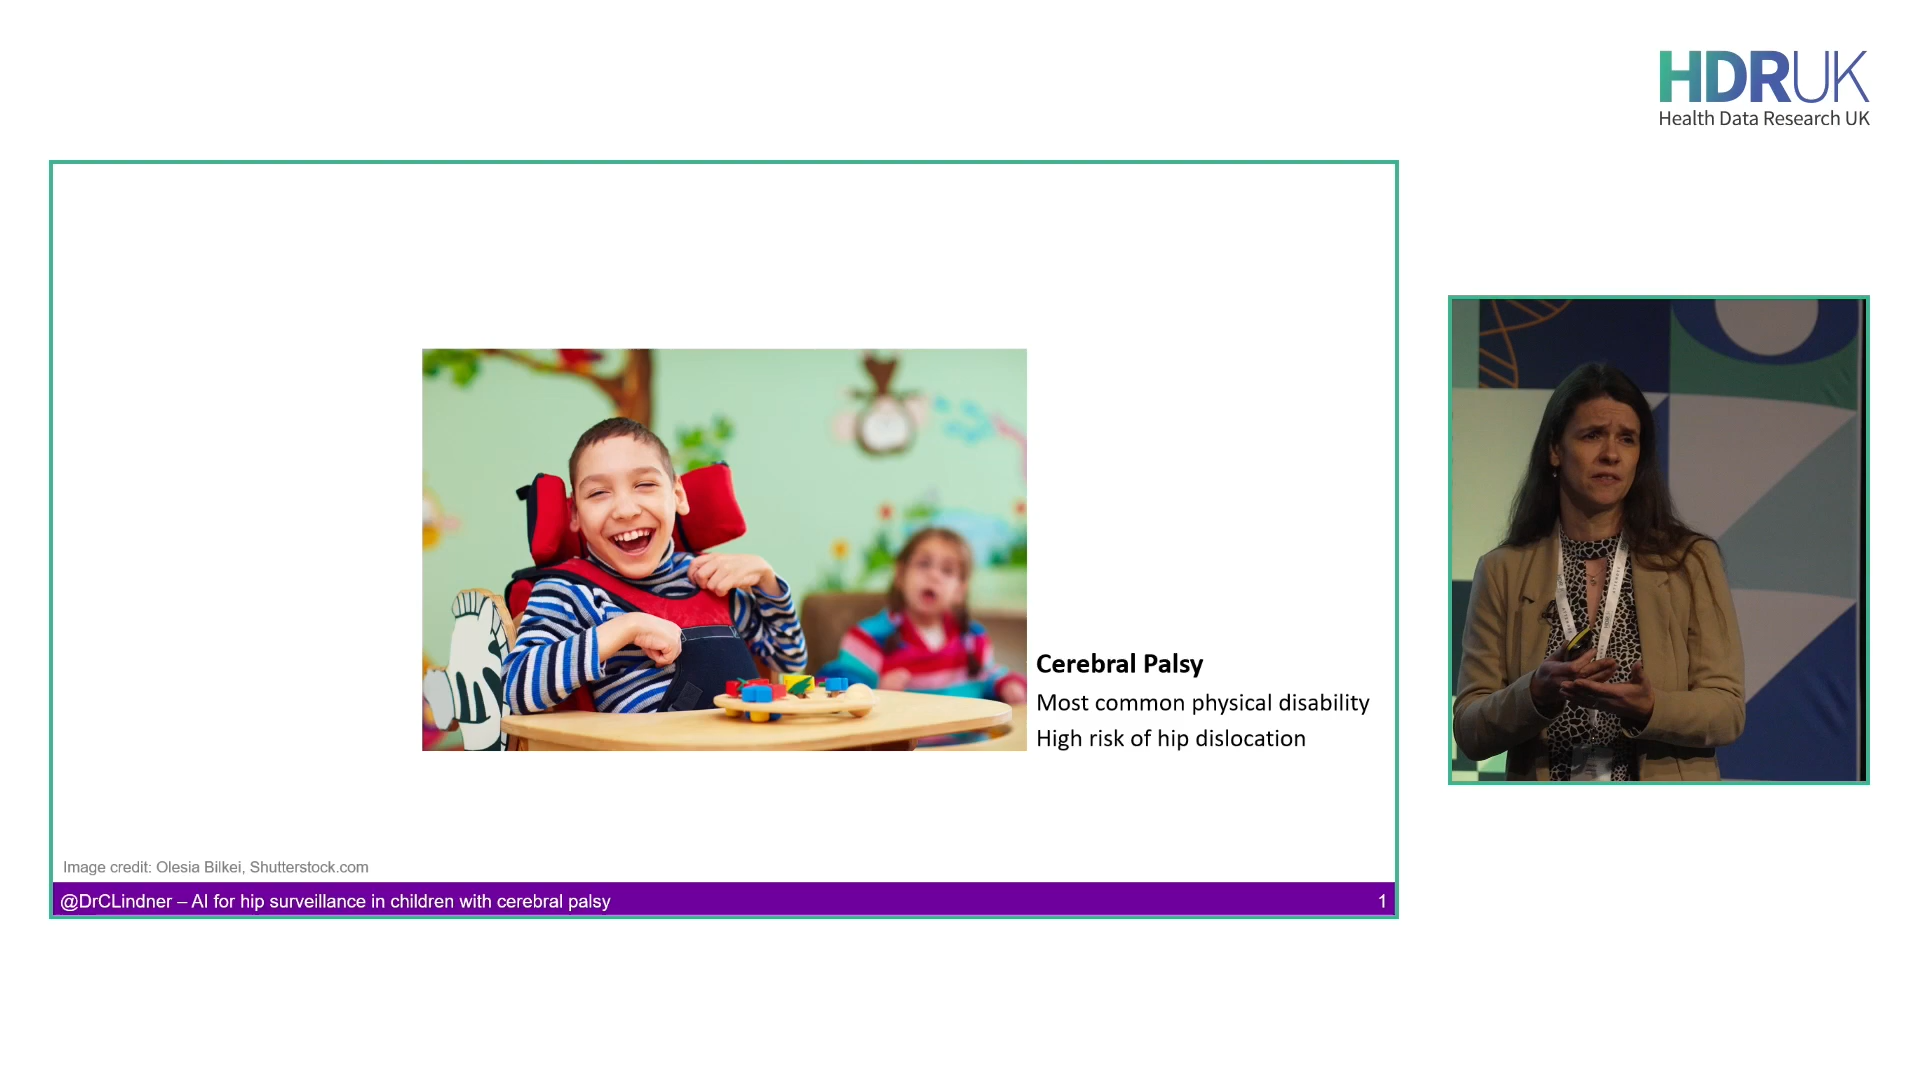 HDRUK
Health Data Research UK
Cerebral Palsy
Most common physical disability
High risk of hip dislocation
Image credit: Olesia Bilkei, Shutterstock.com
@DrCLindner – AI for hip surveillance in children with cerebral palsy
1